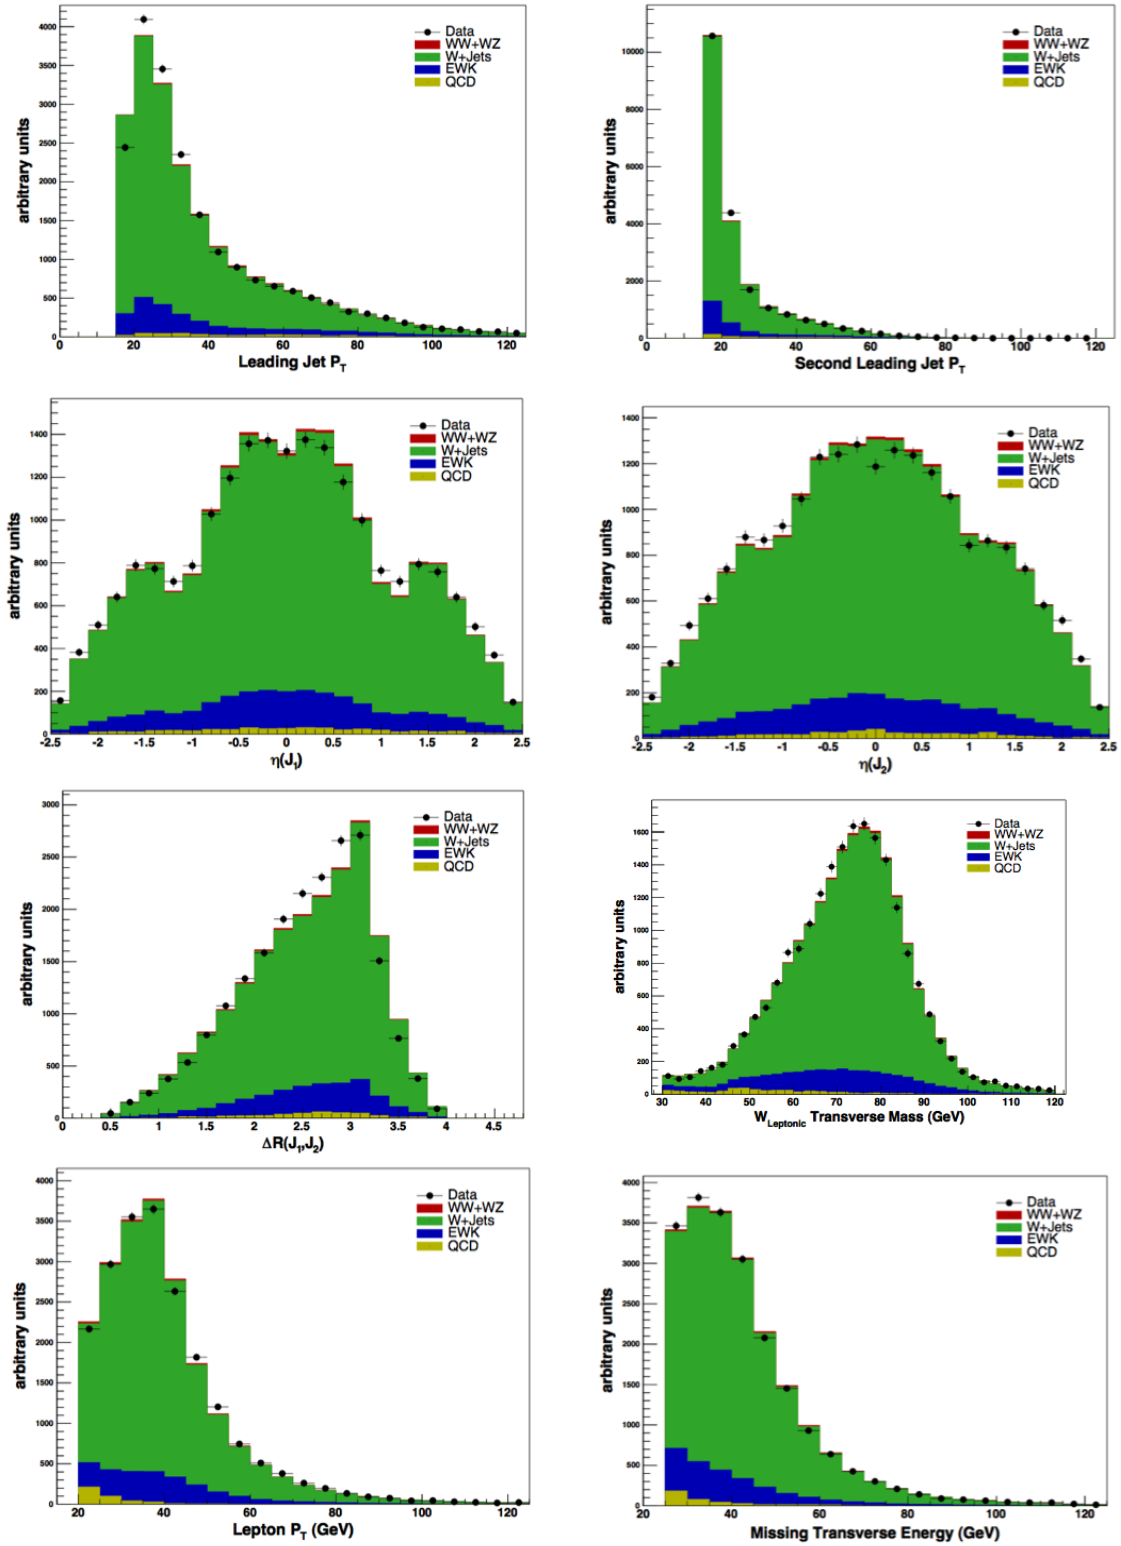 4000
3500
3000
2500
2000
1500
1000
500
0
arbitrary units
Data
WW+WZ
W+Jets
EWK
QCD
0 20 40 60 80 100 120
Leading Jet P_T
10000
8000
6000
4000
2000
0
arbitrary units
Data
WW+WZ
W+Jets
EWK
QCD
0 20 40 60 80 100 120
Second Leading Jet P_T
1400
1200
1000
800
600
400
200
0
arbitrary units
Data
WW+WZ
W+Jets
EWK
QCD
-2.5 -2 -1.5 -1 -0.5 0 0.5 1 1.5 2 2.5
η(J_1)
1400
1200
1000
800
600
400
200
0
arbitrary units
Data
WW+WZ
W+Jets
EWK
QCD
-2.5 -2 -1.5 -1 -0.5 0 0.5 1 1.5 2 2.5
η(J_2)
3000
2500
2000
1500
1000
500
0
arbitrary units
Data
WW+WZ
W+Jets
EWK
QCD
0 0.5 1 1.5 2 2.5 3 3.5 4 4.5
ΔR(J_1,J_2)
1600
1400
1200
1000
800
600
400
200
0
arbitrary units
Data
WW+WZ
W+Jets
EWK
QCD
30 40 50 60 70 80 90 100 110 120
W_Leptonic Transverse Mass (GeV)
4000
3500
3000
2500
2000
1500
1000
500
0
arbitrary units
Data
WW+WZ
W+Jets
EWK
QCD
20 40 60 80 100 120
Lepton P_T (GeV)
4000
3500
3000
2500
2000
1500
1000
500
0
arbitrary units
Data
WW+WZ
W+Jets
EWK
QCD
20 40 60 80 100 120
Missing Transverse Energy (GeV)